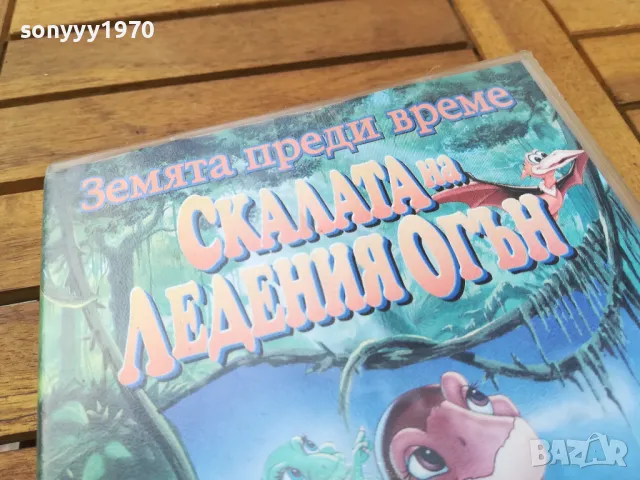 sonyyy1970
Земята преди време
СКАЛАТА на
ЛЕДЕНИЯ ОГЪН
BAZAR